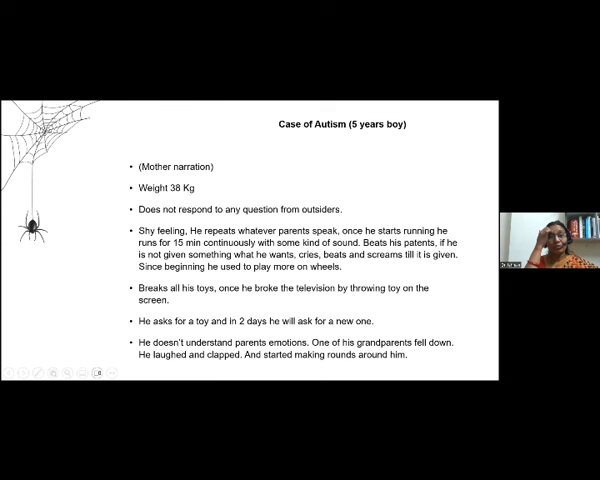 Case of Autism (5 years boy)
• (Mother narration)
• Weight 38 Kg
• Does not respond to any question from outsiders.
• Shy feeling, He repeats whatever parents speak, once he starts running he
runs for 15 min continuously with some kind of sound. Beats his patents, if he
is not given something what he wants, cries, beats and screams till it is given.
Since beginning he used to play more on wheels.
• Breaks all his toys, once he broke the television by throwing toy on the
screen.
• He asks for a toy and in 2 days he will ask for a new one.
• He doesn't understand parents emotions. One of his grandparents fell down.
He laughed and clapped. And started making rounds around him.